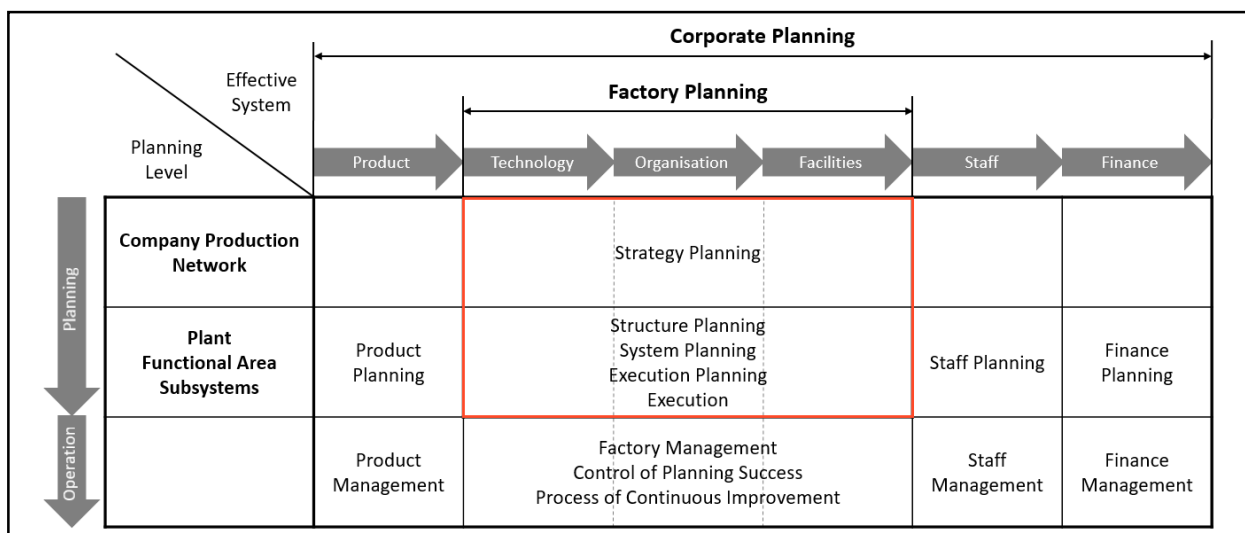 Corporate Planning
Effective
System
Factory Planning
Planning
Level
Product
Technology
Organisation
Facilities
Staff
Finance
Planning
Company Production
Network
Strategy Planning
Plant
Functional Area
Subsystems
Product
Planning
Structure Planning
System Planning
Execution Planning
Execution
Staff Planning
Finance
Planning
Operation
Product
Management
Factory Management
Control of Planning Success
Process of Continuous Improvement
Staff
Management
Finance
Management